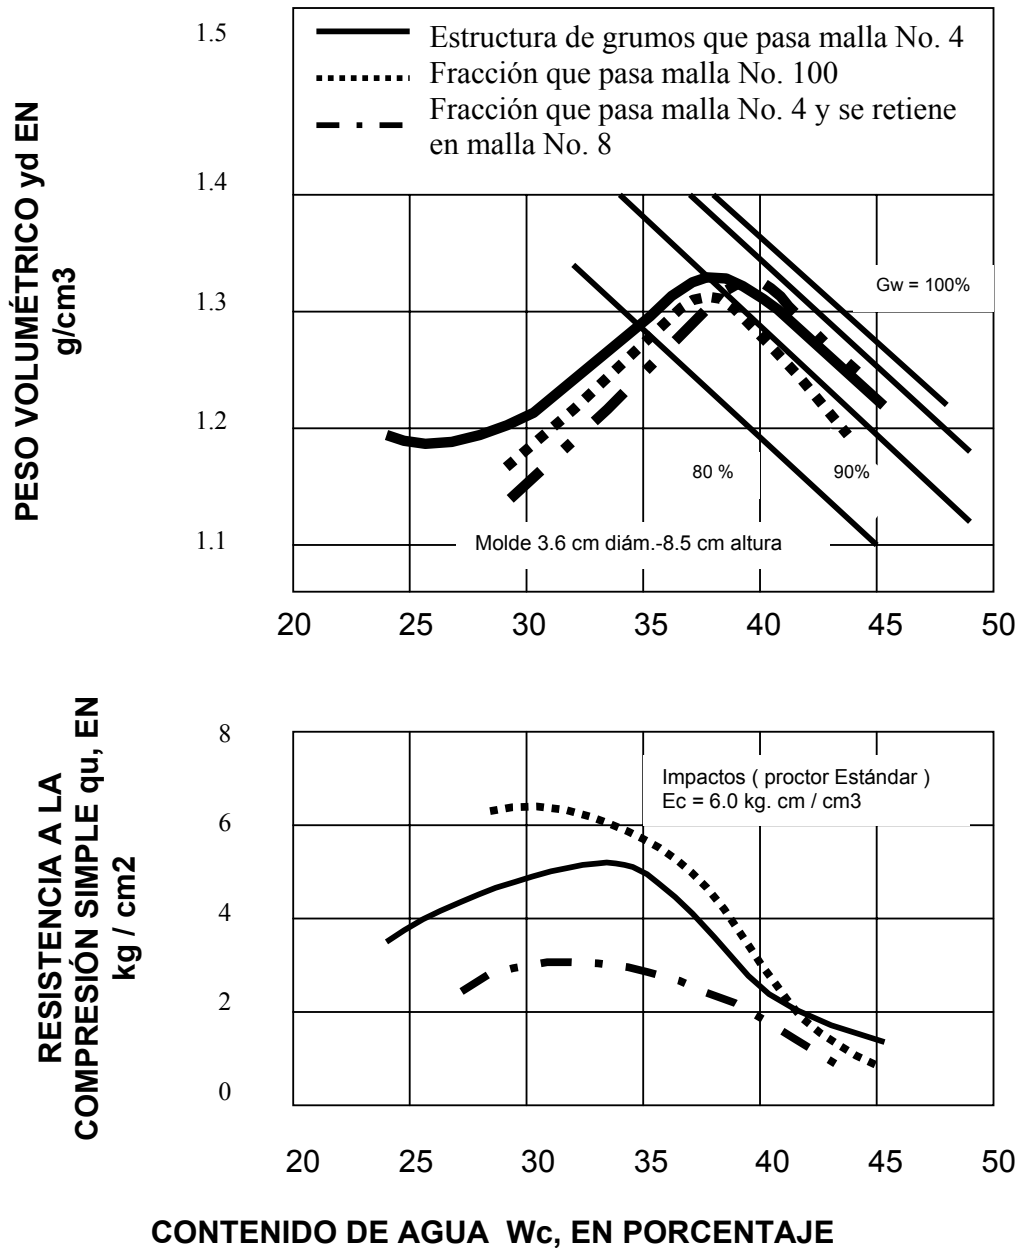 1.5
1.4
1.3
1.2
1.1
PESO VOLUMÉTRICO yd EN
g/cm3
Estructura de grumos que pasa malla No. 4
Fracción que pasa malla No. 100
Fracción que pasa malla No. 4 y se retiene
en malla No. 8
Gw = 100%
80 %
90%
Molde 3.6 cm diám.-8.5 cm altura
20 25 30 35 40 45 50
8
6
4
2
0
RESISTENCIA A LA
COMPRESIÓN SIMPLE qu, EN
kg / cm2
Impactos ( proctor Estándar )
Ec = 6.0 kg. cm / cm3
20 25 30 35 40 45 50
CONTENIDO DE AGUA Wc, EN PORCENTAJE